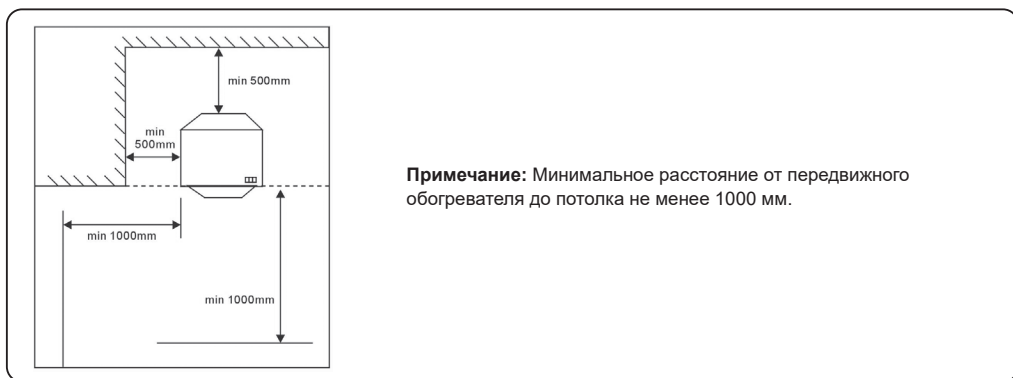 min 500mm
min
500mm
min 1000mm
min 1000mm
Примечание: Минимальное расстояние от передвижного
обогревателя до потолка не менее 1000 мм.